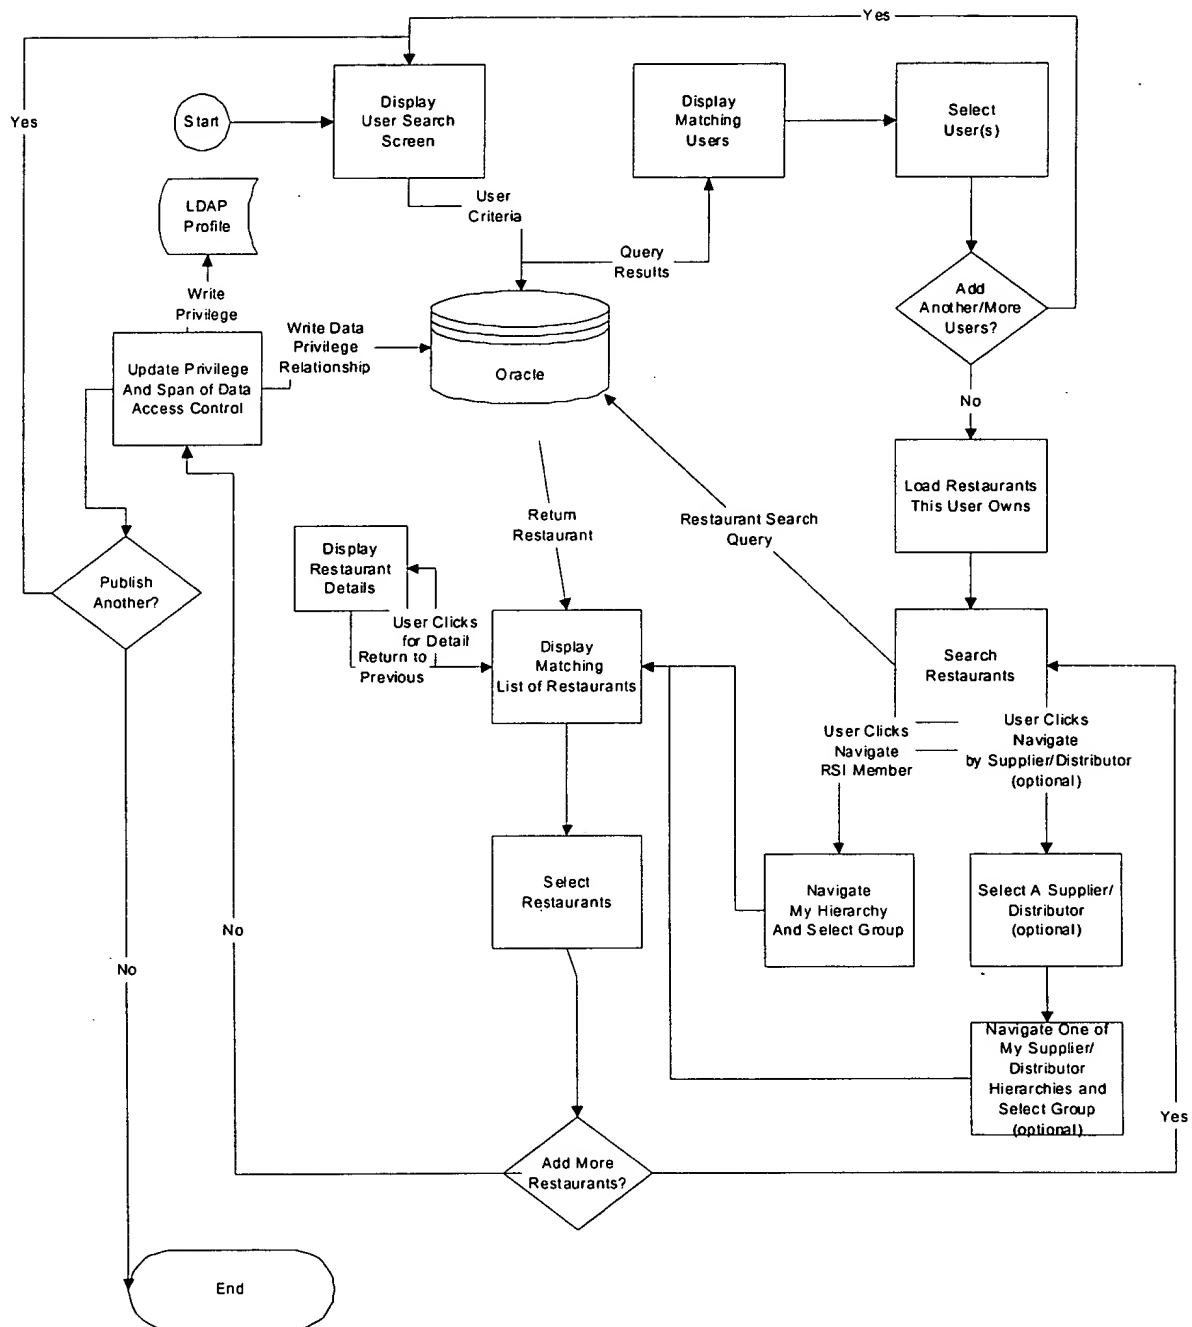 Yes
Yes
Start
Display
User Search
Screen
Display
Matching
Users
Select
User(s)
LDAP
Profile
User
Criteria
Query
Results
Add
Another/More
Users?
Write
Privilege
Write Data
Privilege
Relationship
Update Privilege
And Span of Data
Access Control
Oracle
No
Load Restaurants
This User Owns
Return
Restaurant
Restaurant Search
Query
Display
Restaurant
Details
Publish
Another?
User Clicks
for Detail
Return to
Previous
Display
Matching
List of Restaurants
Search
Restaurants
User Clicks
Navigate
RSI Member
User Clicks
Navigate
by Supplier/Distributor
(optional)
Select
Restaurants
Navigate
My Hierarchy
And Select Group
Select A Supplier/
Distributor
(optional)
No
No
Navigate One of
My Supplier/
Distributor
Hierarchies and
Select Group
(optional)
Yes
Add More
Restaurants?
End